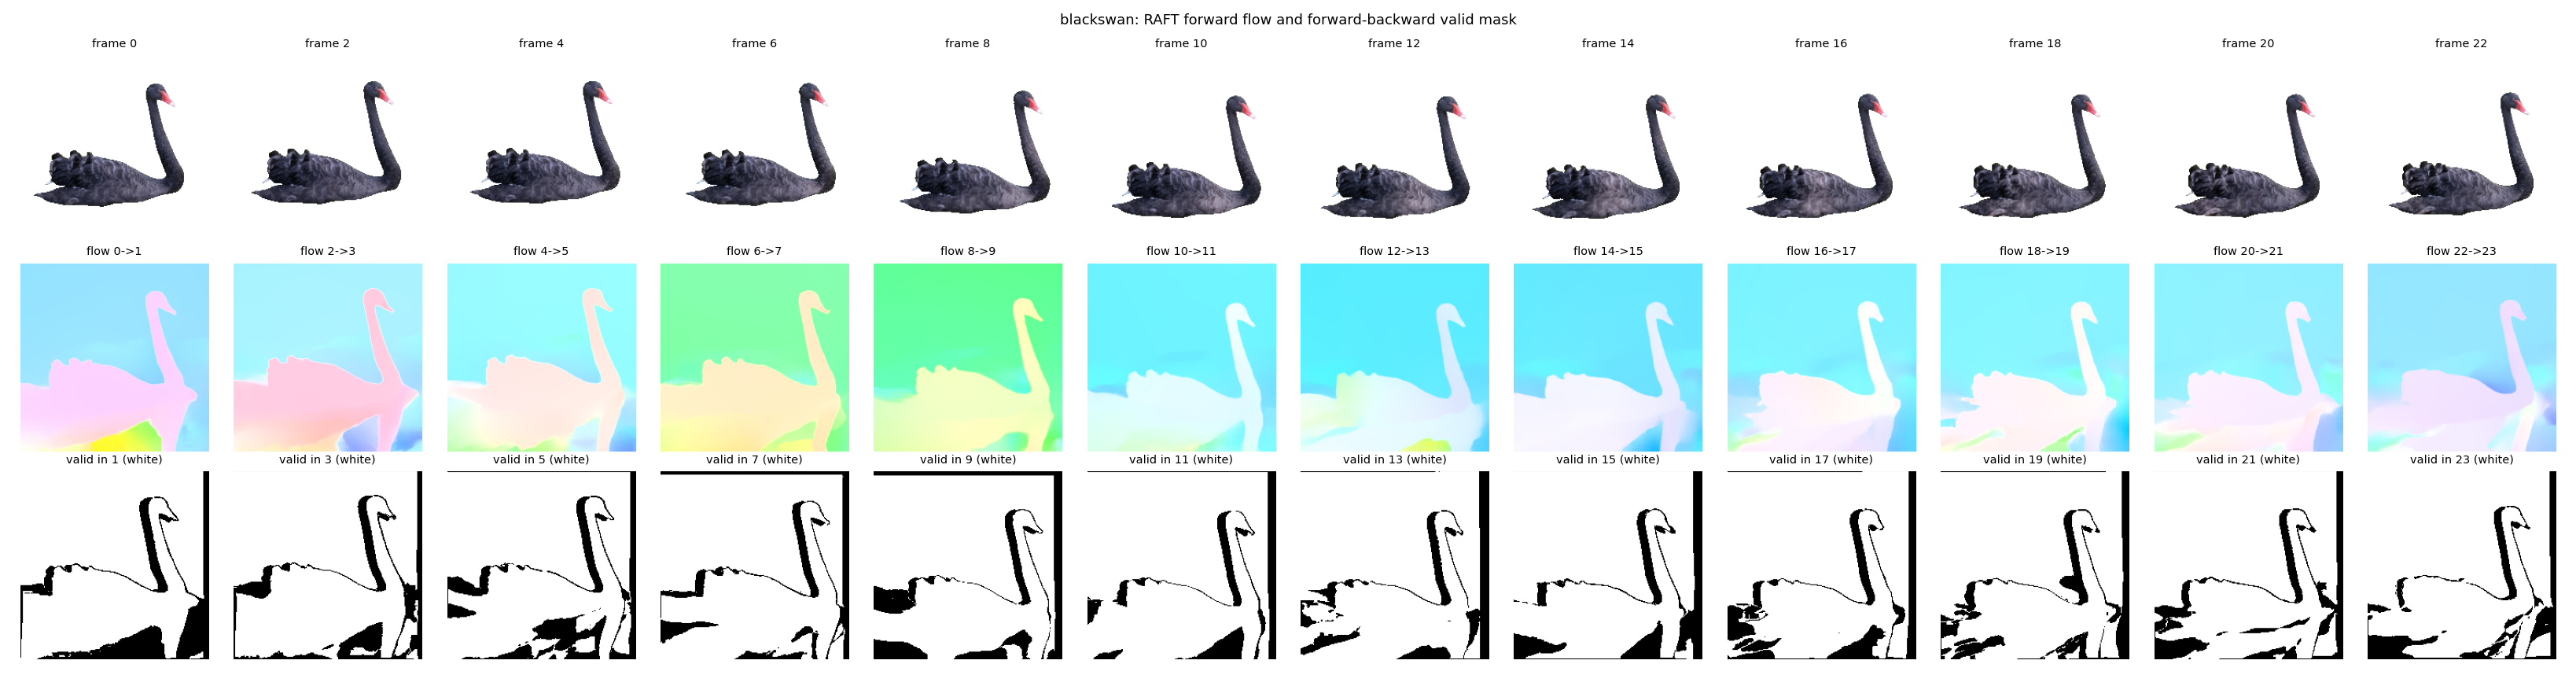 blackswan: RAFT forward flow and forward-backward valid mask
frame 0 frame 2 frame 4 frame 6 frame 8 frame 10 frame 12 frame 14 frame 16 frame 18 frame 20 frame 22
flow 0->1 flow 2->3 flow 4->5 flow 6->7 flow 8->9 flow 10->11 flow 12->13 flow 14->15 flow 16->17 flow 18->19 flow 20->21 flow 22->23
valid in 1 (white) valid in 3 (white) valid in 5 (white) valid in 7 (white) valid in 9 (white) valid in 11 (white) valid in 13 (white) valid in 15 (white) valid in 17 (white) valid in 19 (white) valid in 21 (white) valid in 23 (white)